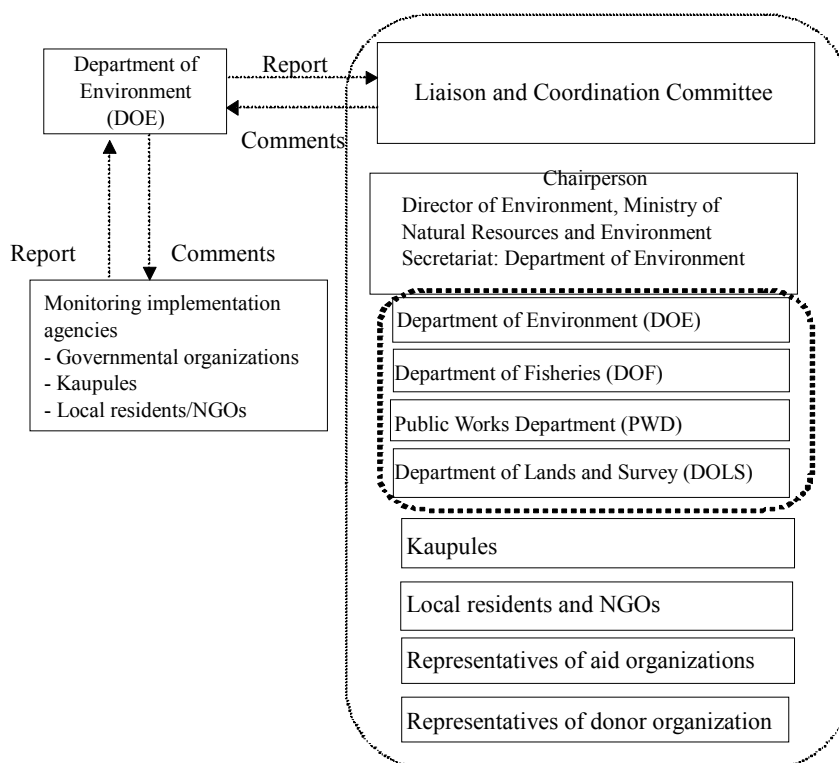 Department of
Environment
(DOE)
Report
Comments
Liaison and Coordination Committee
Chairperson
Director of Environment, Ministry of
Natural Resources and Environment
Secretariat: Department of Environment
Report
Comments
Monitoring implementation
agencies
- Governmental organizations
- Kaupules
- Local residents/NGOs
Department of Environment (DOE)
Department of Fisheries (DOF)
Public Works Department (PWD)
Department of Lands and Survey (DOLS)
Kaupules
Local residents and NGOs
Representatives of aid organizations
Representatives of donor organization